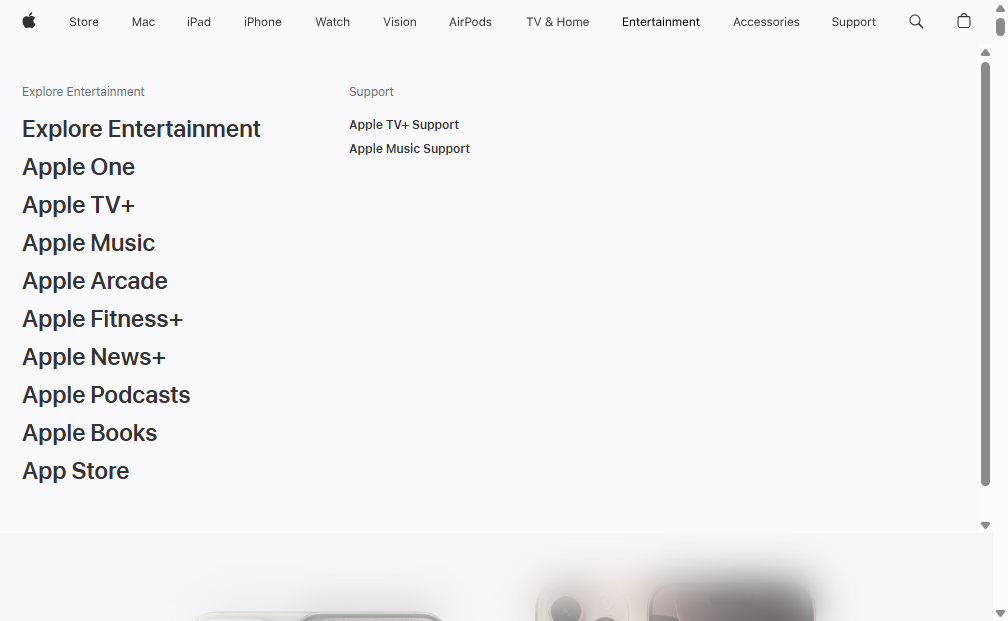 Store Mac iPad iPhone Watch Vision AirPods TV & Home Entertainment Accessories Support
Explore Entertainment
Explore Entertainment
Apple One
Apple TV+
Apple Music
Apple Arcade
Apple Fitness+
Apple News+
Apple Podcasts
Apple Books
App Store
Support
Apple TV+ Support
Apple Music Support